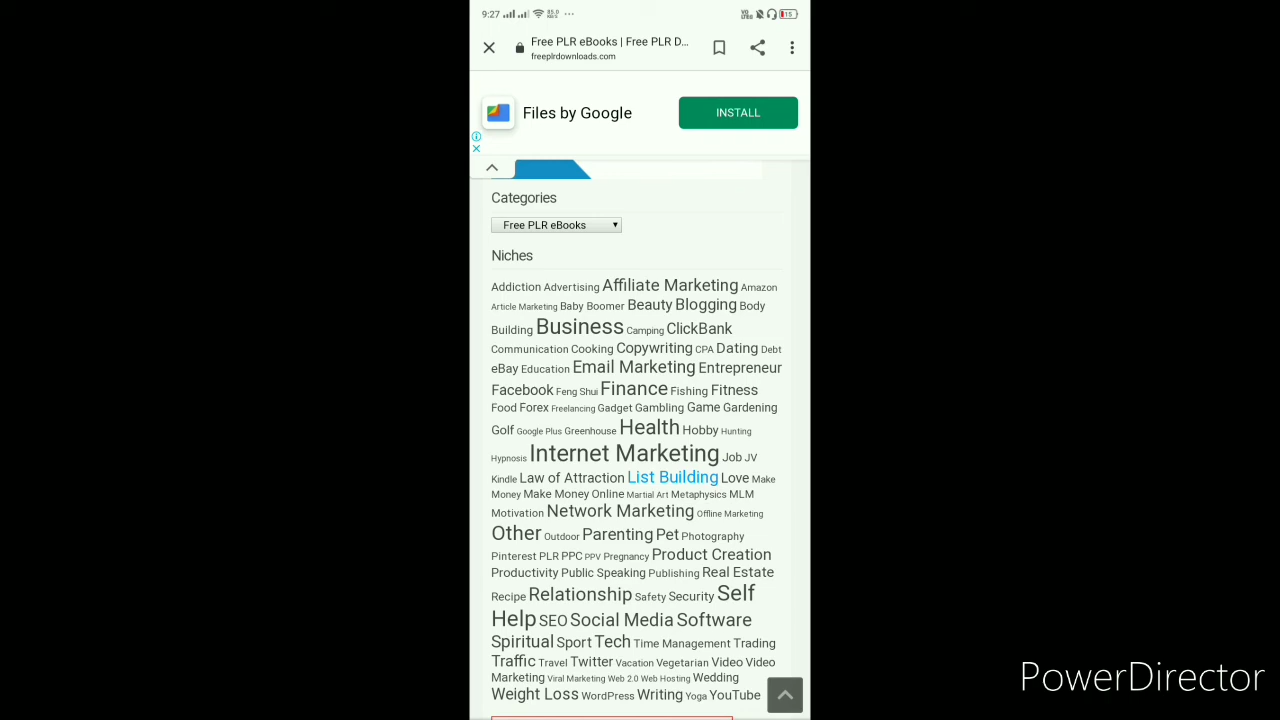 9:27 35.0 KB/S ... VO LTE 15
Free PLR eBooks | Free PLR D...
freeplrdownloads.com
Files by Google INSTALL
Categories
Free PLR eBooks
Niches
Addiction Advertising Affiliate Marketing Amazon
Article Marketing Baby Boomer Beauty Blogging Body
Building Business Camping ClickBank
Communication Cooking Copywriting CPA Dating Debt
eBay Education Email Marketing Entrepreneur
Facebook Feng Shui Finance Fishing Fitness
Food Forex Freelancing Gadget Gambling Game Gardening
Golf Google Plus Greenhouse Health Hobby Hunting
Hypnosis Internet Marketing Job JV
Kindle Law of Attraction List Building Love Make
Money Make Money Online Martial Art Metaphysics MLM
Motivation Network Marketing Offline Marketing
Other Outdoor Parenting Pet Photography
Pinterest PLR PPC PPV Pregnancy Product Creation
Productivity Public Speaking Publishing Real Estate
Recipe Relationship Safety Security Self
Help SEO Social Media Software
Spiritual Sport Tech Time Management Trading
Traffic Travel Twitter Vacation Vegetarian Video Video
Marketing Viral Marketing Web 2.0 Web Hosting Wedding
Weight Loss WordPress Writing Yoga YouTube
PowerDirector